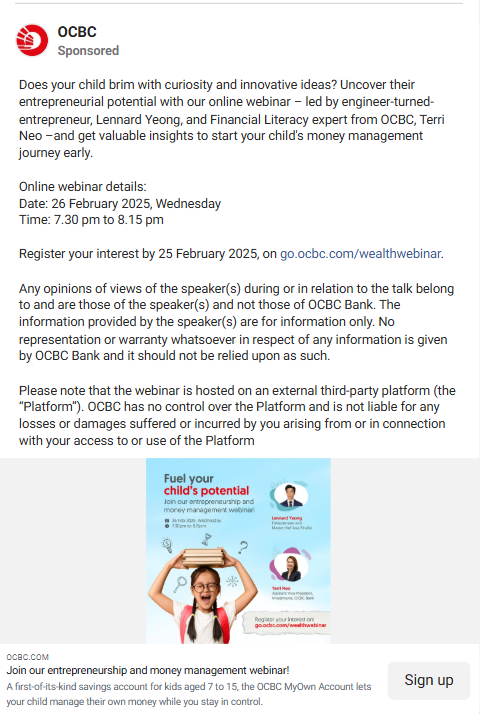 OCBC
Sponsored
Does your child brim with curiosity and innovative ideas? Uncover their
entrepreneurial potential with our online webinar – led by engineer-turned-
entrepreneur, Lennard Yeong, and Financial Literacy expert from OCBC, Terri
Neo –and get valuable insights to start your child's money management
journey early.
Online webinar details:
Date: 26 February 2025, Wednesday
Time: 7.30 pm to 8.15 pm
Register your interest by 25 February 2025, on go.ocbc.com/wealthwebinar.
Any opinions of views of the speaker(s) during or in relation to the talk belong
to and are those of the speaker(s) and not those of OCBC Bank. The
information provided by the speaker(s) are for information only. No
representation or warranty whatsoever in respect of any information is given
by OCBC Bank and it should not be relied upon as such.
Please note that the webinar is hosted on an external third-party platform (the
“Platform”). OCBC has no control over the Platform and is not liable for any
losses or damages suffered or incurred by you arising from or in connection
with your access to or use of the Platform
Fuel your
child's potential
Join our entrepreneurship and
money management webinar!
26 Feb 2025, Wednesday
7.30pm to 8.15pm
Lennard Yeong
Entrepreneur and
Terri Neo
Assistant Vice President,
Investments, OCBC Bank
Register your interest on:
go.ocbc.com/wealthwebinar
OCBC.COM
Join our entrepreneurship and money management webinar!
A first-of-its-kind savings account for kids aged 7 to 15, the OCBC MyOwn Account lets
your child manage their own money while you stay in control.
Sign up